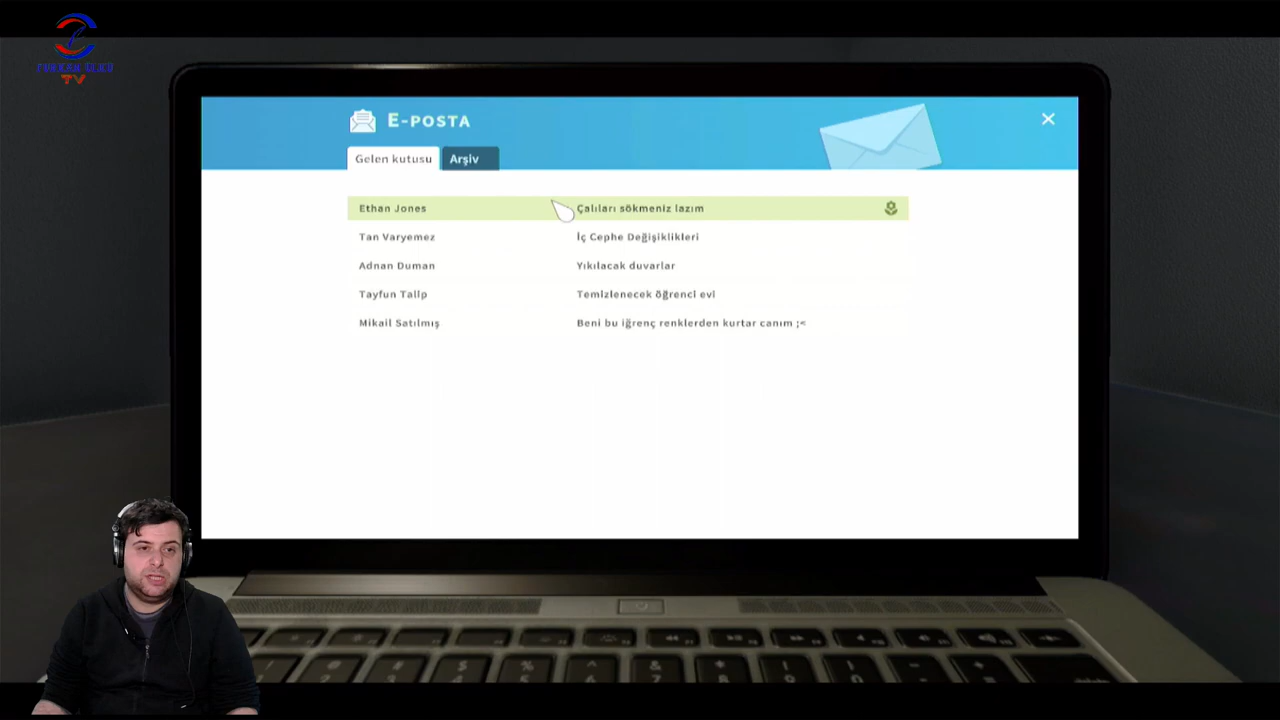 TV
E-POSTA
Gelen kutusu
Arşiv
Ethan Jones
Çalıları sökmeniz lazım
Tan Varyemez
İç Cephe Değişiklikleri
Adnan Duman
Yıkılacak duvarlar
Tayfun Talip
Temizlenecek öğrenci evi
Mikail Satılmış
Beni bu iğrenç renklerden kurtar canım ;<